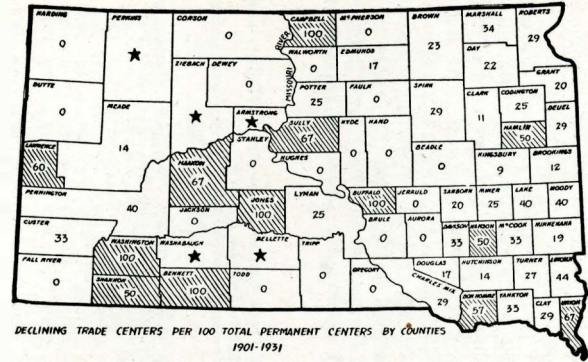 HARDING
0
PERKINS
CORSON
0
CAMPBELL
100
McPHERSON
0
BROWN
23
MARSHALL
34
ROBERTS
29
WALWORTH
0
EDMUNDS
17
DAY
22
GRANT
20
BUTTE
0
ZIEBACH
DEWEY
0
MISSOURI
RIVER
POTTER
25
FAULK
0
SPINK
29
CLARK
11
CODINGTON
25
DEUEL
29
HAMLIN
50
MEADE
14
ARMSTRONG
SULLY
67
HYDE
0
HAND
0
BEADLE
0
KINGSBURY
9
BROOKINGS
12
LAWRENCE
60
STANLEY
0
HAAKON
67
HUGHES
0
PENNINGTON
40
JACKSON
0
JONES
100
LYMAN
25
BUFFALO
100
JERAULD
0
SANBORN
20
MINER
25
LAKE
40
MOODY
40
CUSTER
33
BRULE
0
AURORA
0
DAVISON
33
HANSON
50
McCOOK
33
MINNEHAHA
19
WASHINGTON
100
WASHABAUGH
MELLETTE
TRIPP
0
FALL RIVER
0
SHANNON
50
BENNETT
100
TODD
0
GREGORY
0
CHARLES MIX
29
DOUGLAS
17
HUTCHINSON
14
TURNER
27
LINCOLN
44
BON HOMME
57
YANKTON
33
CLAY
29
UNION
67
DECLINING TRADE CENTERS PER 100 TOTAL PERMANENT CENTERS BY COUNTIES
1901-1931